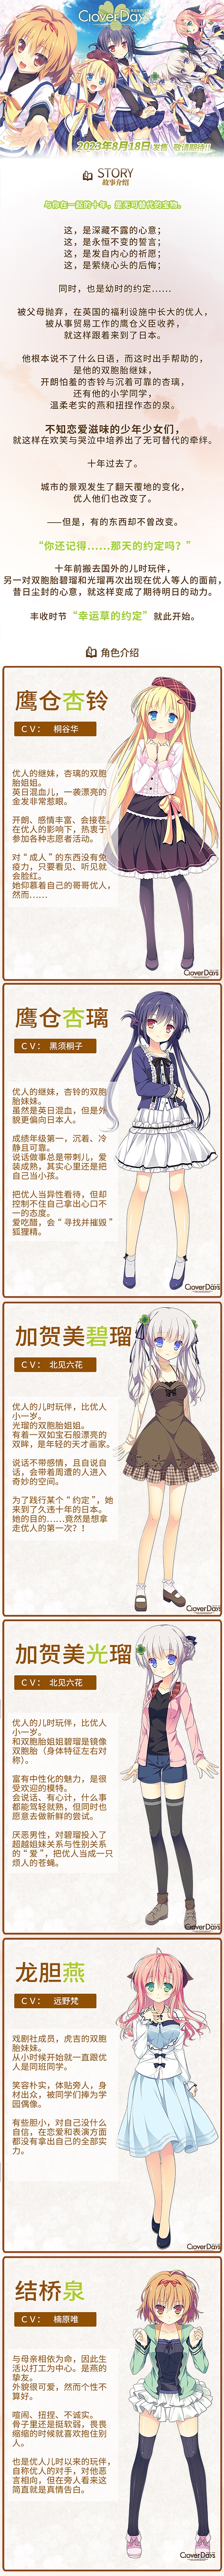 CloverDay's
2023年8月18日发售 敬请期待!!
STORY
故事介绍
与你在一起的十年，是无可替代的宝物。
这，是深藏不露的心意；
这，是永恒不变的誓言；
这，是发自内心的祈愿；
这，是萦绕心头的后悔；
同时，也是幼时的约定……
被父母抛弃，在英国的福利设施中长大的优人，
被从事贸易工作的鹰仓义臣收养，
就这样跟着来到了日本。
他根本说不了什么日语，而这时出手帮助的，
是他的双胞胎继妹，
开朗怕羞的杏铃与沉着可靠的杏璃，
还有他的小学同学，
温柔老实的燕和扭捏作态的泉。
不知恋爱滋味的少年少女们，
就这样在欢笑与哭泣中培养出了无可替代的牵绊。
十年过去了。
城市的景观发生了翻天覆地的变化，
优人他们也改变了。
——但是，有的东西却不曾改变。
“你还记得……那天的约定吗？”
十年前搬去国外的儿时玩伴，
另一对双胞胎碧瑠和光瑠再次出现在优人等人的面前，
昔日尘封的心意，就这样变成了期待明日的动力。
丰收时节“幸运草的约定”就此开始。
角色介绍
鹰仓杏铃
CV： 桐谷华
优人的继妹，杏璃的双胞
胎姐姐。
英日混血儿，一袭漂亮的
金发非常惹眼。
开朗、感情丰富、会接茬。
在优人的影响下，热衷于
参加各种志愿者活动。
对“成人”的东西没有免
疫力，只要看见、听见就
会脸红。
她仰慕着自己的哥哥优人，
然而……
CloverDay's
鹰仓杏璃
CV： 黑须桐子
优人的继妹，杏铃的双胞
胎妹妹。
虽然是英日混血，但是外
貌更偏向日本人。
成绩年级第一，沉着、冷
静且可靠。
说话做事总是带刺儿，爱
装成熟，其实心里还是把
自己当小孩。
把优人当异性看待，但却
控制不住自己拿出心口不
一的态度。
爱吃醋，会“寻找并摧毁”
狐狸精。
CloverDay's
加贺美碧瑠
CV： 北见六花
优人的儿时玩伴，比优人
小一岁。
光瑠的双胞胎姐姐。
有着一双如宝石般漂亮的
双眸，是年轻的天才画家。
说话不带感情，且自说自
话，会带着周遭的人进入
奇妙的空间。
为了践行某个“约定”，她
来到了久违十年的日本。
她的目的……竟然是想拿
走优人的第一次？！
CloverDay's
加贺美光瑠
CV： 北见六花
优人的儿时玩伴，比优人
小一岁。
和双胞胎姐姐碧瑠是镜像
双胞胎（身体特征左右对
称）。
富有中性化的魅力，是很
受欢迎的模特。
会说话、有心计，什么事
都能驾轻就熟，但同时也
愿意去做新鲜的尝试。
厌恶男性，对碧瑠投入了
超越姐妹关系与性别关系
的“爱”，把优人当成一只
烦人的苍蝇。
CloverDay's
龙胆燕
CV： 远野梵
戏剧社成员，虎吉的双胞
胎妹妹。
从小时候开始就一直跟优
人是同班同学。
笑容朴实，体贴旁人，身
材出众，被同学们捧为学
园偶像。
有些胆小，对自己没什么
自信，在恋爱和表演方面
都没有拿出自己的全部实
力。
CloverDay's
结桥泉
CV： 楠原唯
与母亲相依为命，因此生
活以打工为中心。是燕的
挚友。
外貌很可爱，然而个性不
算好。
喧闹、扭捏、不诚实。
骨子里还是挺软弱，畏畏
缩缩的时候就喜欢抱住别
人。
也是优人儿时以来的玩伴，
自称优人的对手，对他恶
言相向，但在旁人看来这
简直就是真情告白。
CloverDay's